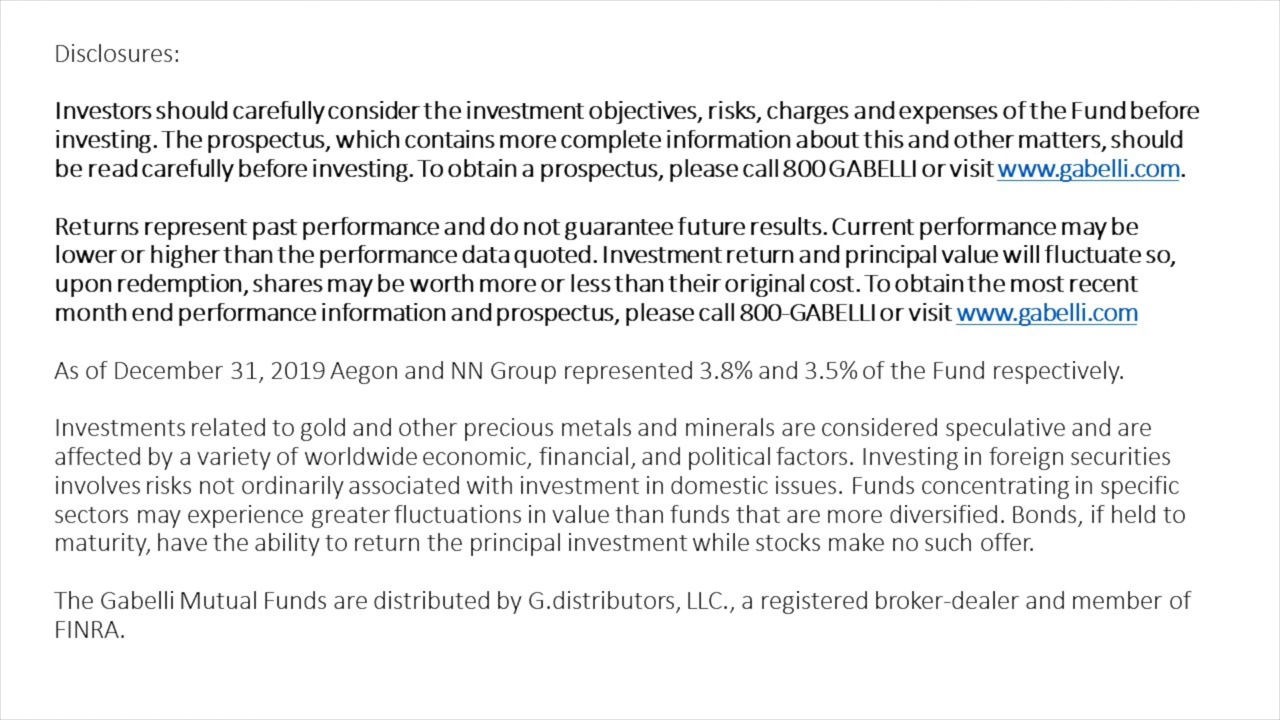 Disclosures:
Investors should carefully consider the investment objectives, risks, charges and expenses of the Fund before
investing. The prospectus, which contains more complete information about this and other matters, should
be read carefully before investing. To obtain a prospectus, please call 800 GABELLI or visit www.gabelli.com.
Returns represent past performance and do not guarantee future results. Current performance may be
lower or higher than the performance data quoted. Investment return and principal value will fluctuate so,
upon redemption, shares may be worth more or less than their original cost. To obtain the most recent
month end performance information and prospectus, please call 800-GABELLI or visit www.gabelli.com
As of December 31, 2019 Aegon and NN Group represented 3.8% and 3.5% of the Fund respectively.
Investments related to gold and other precious metals and minerals are considered speculative and are
affected by a variety of worldwide economic, financial, and political factors. Investing in foreign securities
involves risks not ordinarily associated with investment in domestic issues. Funds concentrating in specific
sectors may experience greater fluctuations in value than funds that are more diversified. Bonds, if held to
maturity, have the ability to return the principal investment while stocks make no such offer.
The Gabelli Mutual Funds are distributed by G.distributors, LLC., a registered broker-dealer and member of
FINRA.